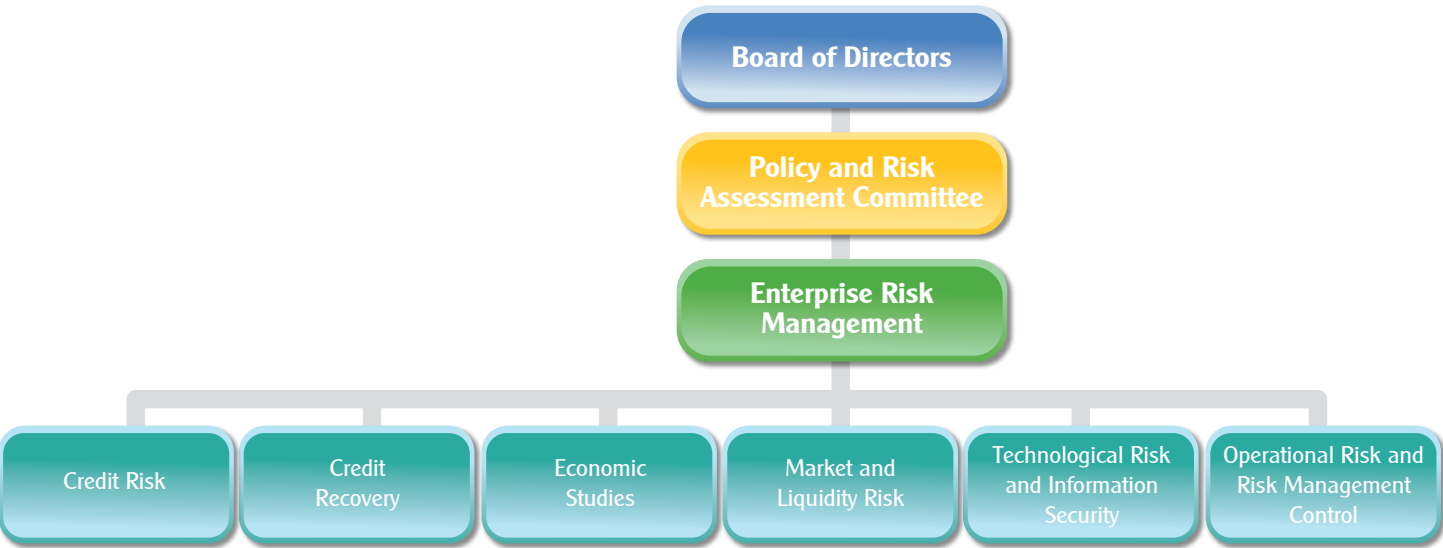 Board of Directors
Policy and Risk
Assessment Committee
Enterprise Risk
Management
Credit Risk
Credit
Recovery
Economic
Studies
Market and
Liquidity Risk
Technological Risk
and Information
Security
Operational Risk and
Risk Management
Control